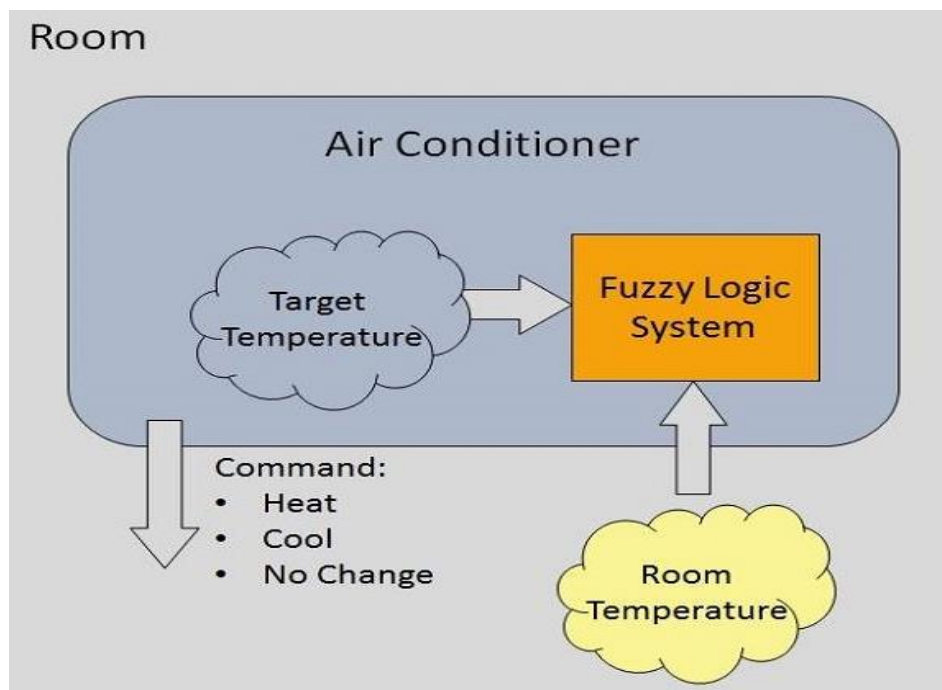 Room
Air Conditioner
Target
Temperature
Fuzzy Logic
System
Command:
• Heat
• Cool
• No Change
Room
Temperature